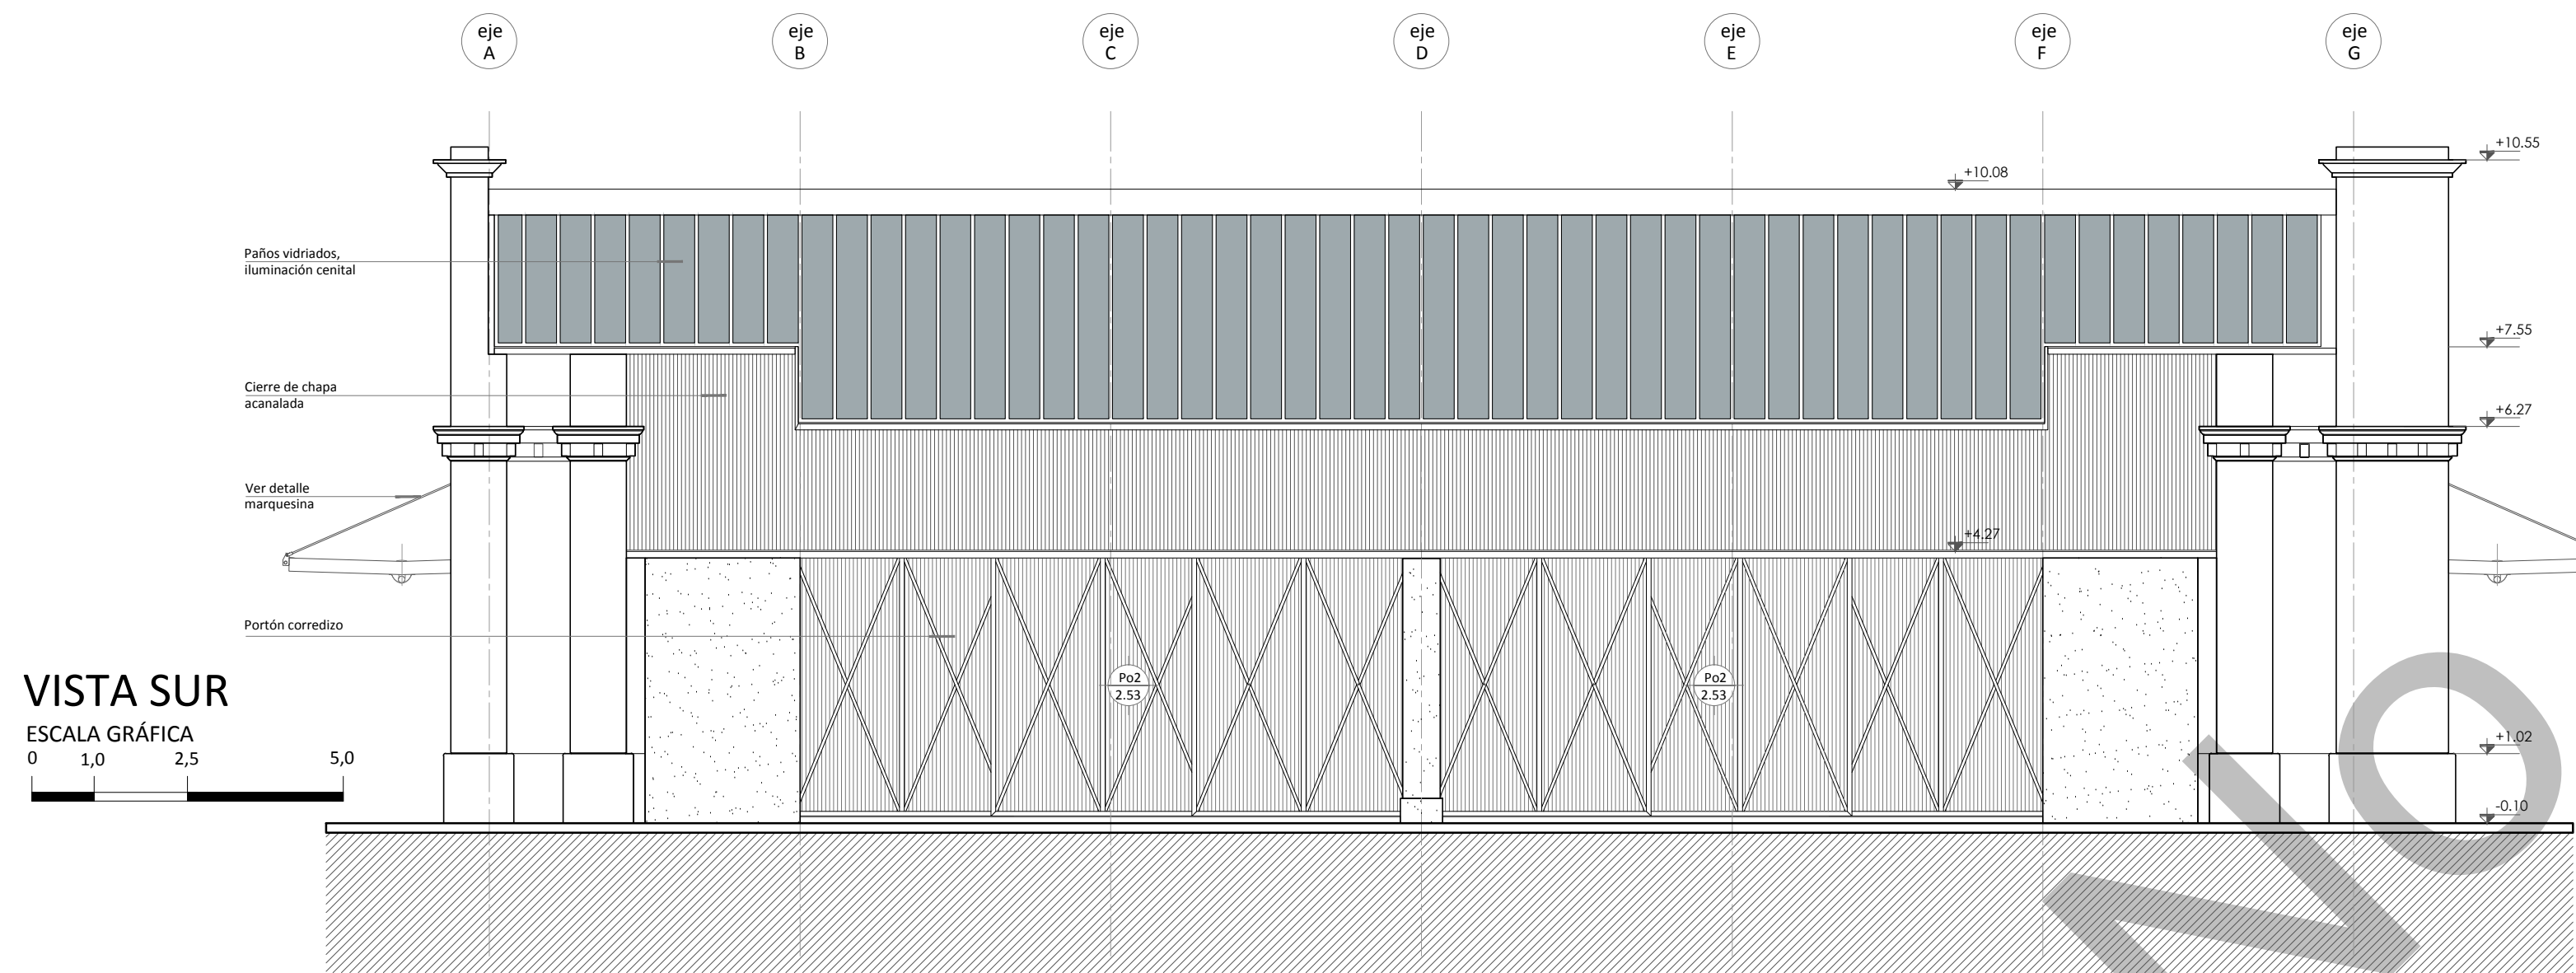 eje
A
eje
B
eje
C
eje
D
eje
E
eje
F
eje
G
+10.55
+10.08
Paños vidriados,
iluminación cenital
+7.55
Cierre de chapa
acanalada
+6.27
Ver detalle
marquesina
+4.27
Portón corredizo
Po2
2.53
Po2
2.53
VISTA SUR
ESCALA GRÁFICA
0 1,0 2,5 5,0
+1.02
-0.10
NO